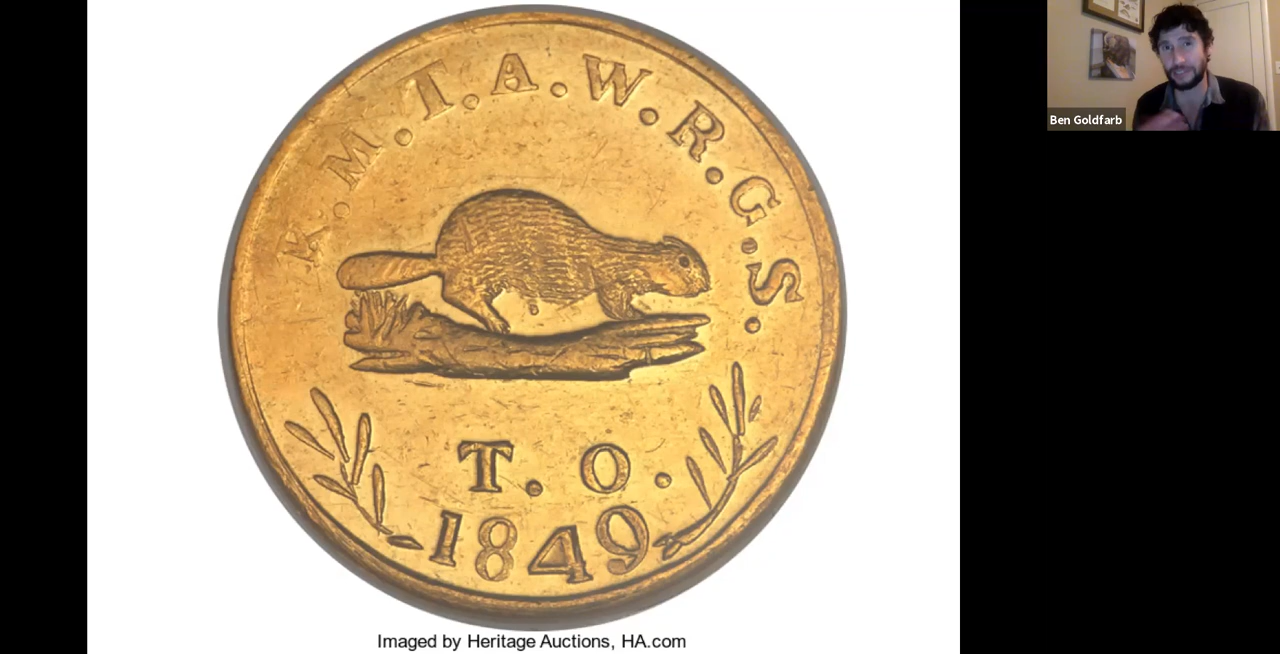 K.M.T.A.W.R.G.S.
T. O.
1849
Imaged by Heritage Auctions, HA.com
Ben Goldfarb